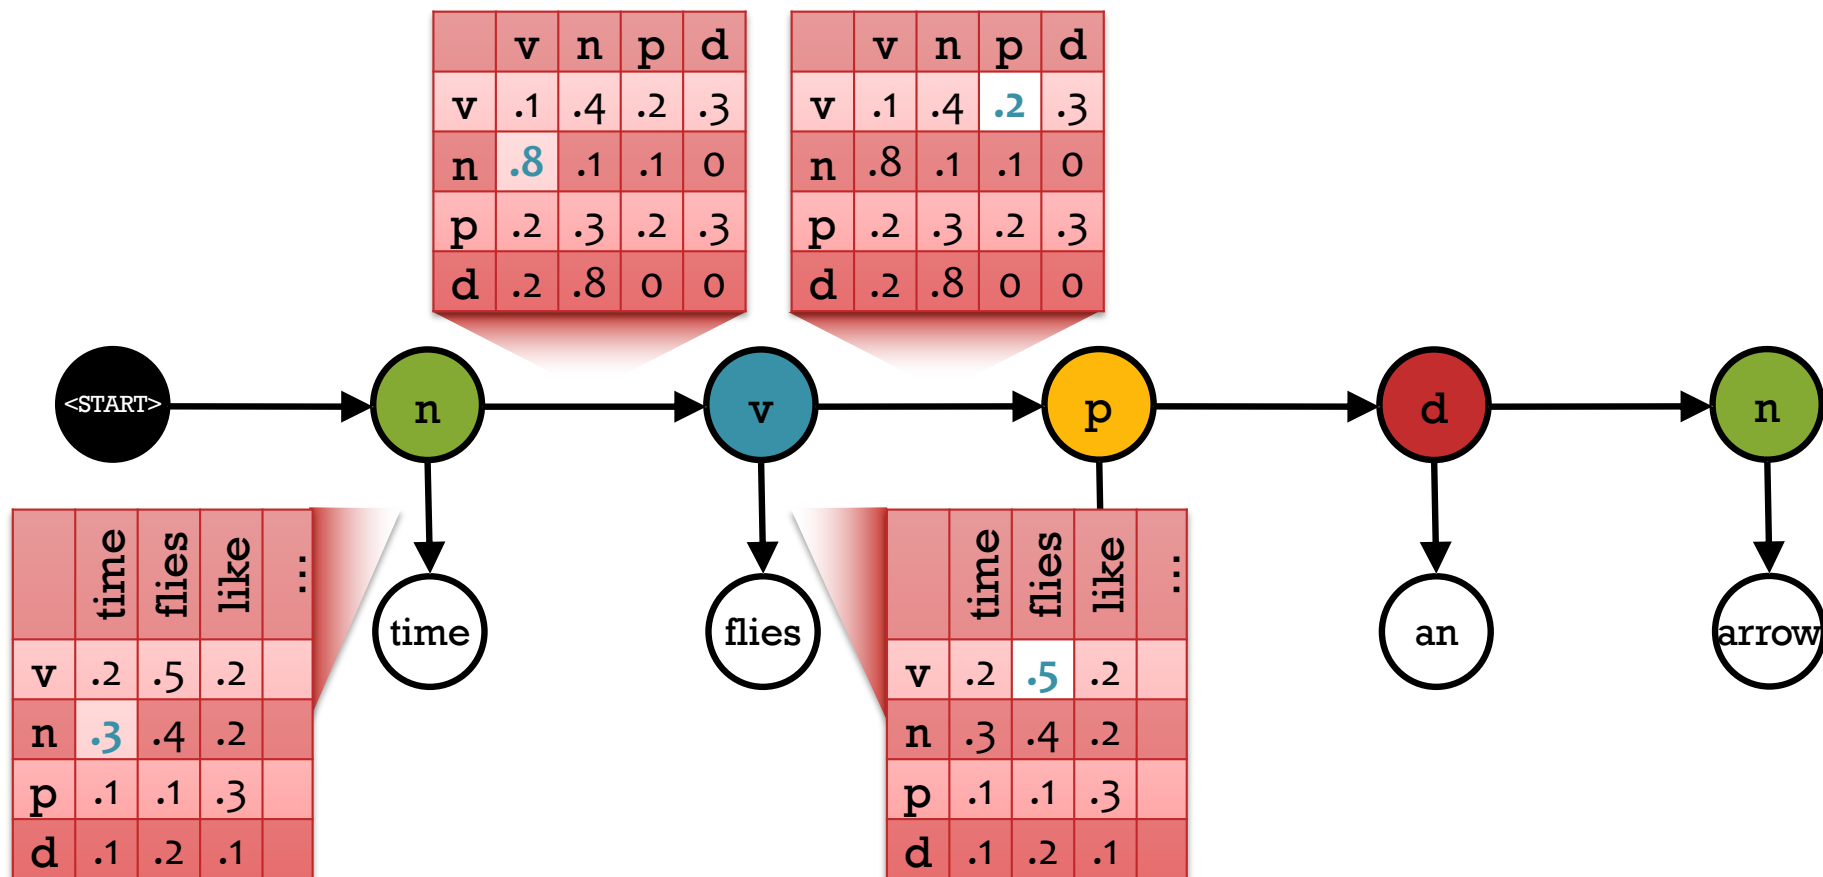 v n p d
v .1 .4 .2 .3
n .8 .1 .1 0
p .2 .3 .2 .3
d .2 .8 0 0
v n p d
v .1 .4 .2 .3
n .8 .1 .1 0
p .2 .3 .2 .3
d .2 .8 0 0
<START> n v p d n
time flies like …
v .2 .5 .2
n .3 .4 .2
p .1 .1 .3
d .1 .2 .1
time flies
time flies like …
v .2 .5 .2
n .3 .4 .2
p .1 .1 .3
d .1 .2 .1
an arrow